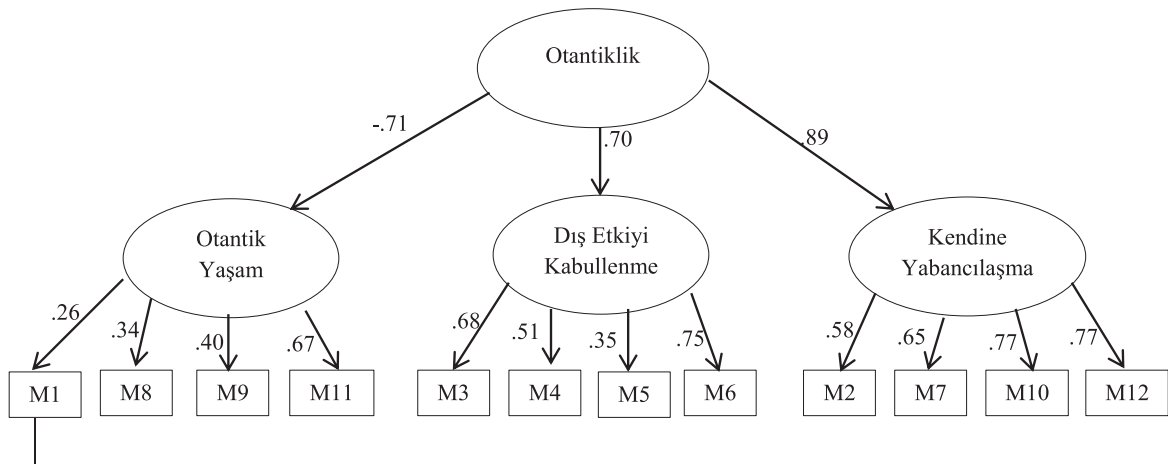 Otantiklik
-.71
.70
.89
Otantik
Yaşam
Dış Etkiyi
Kabullenme
Kendine
Yabancılaşma
.26
.34
.40
.67
.68
.51
.35
.75
.58
.65
.77
.77
M1
M8
M9
M11
M3
M4
M5
M6
M2
M7
M10
M12